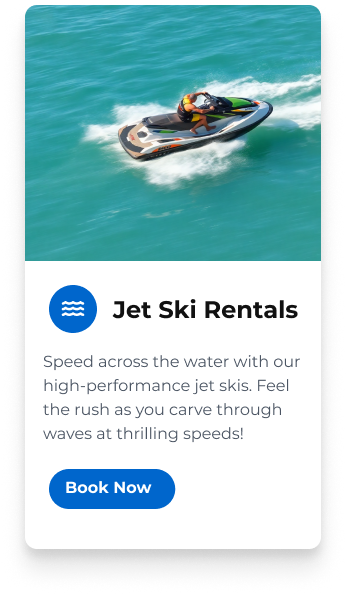 Jet Ski Rentals
Speed across the water with our
high-performance jet skis. Feel
the rush as you carve through
waves at thrilling speeds!
Book Now